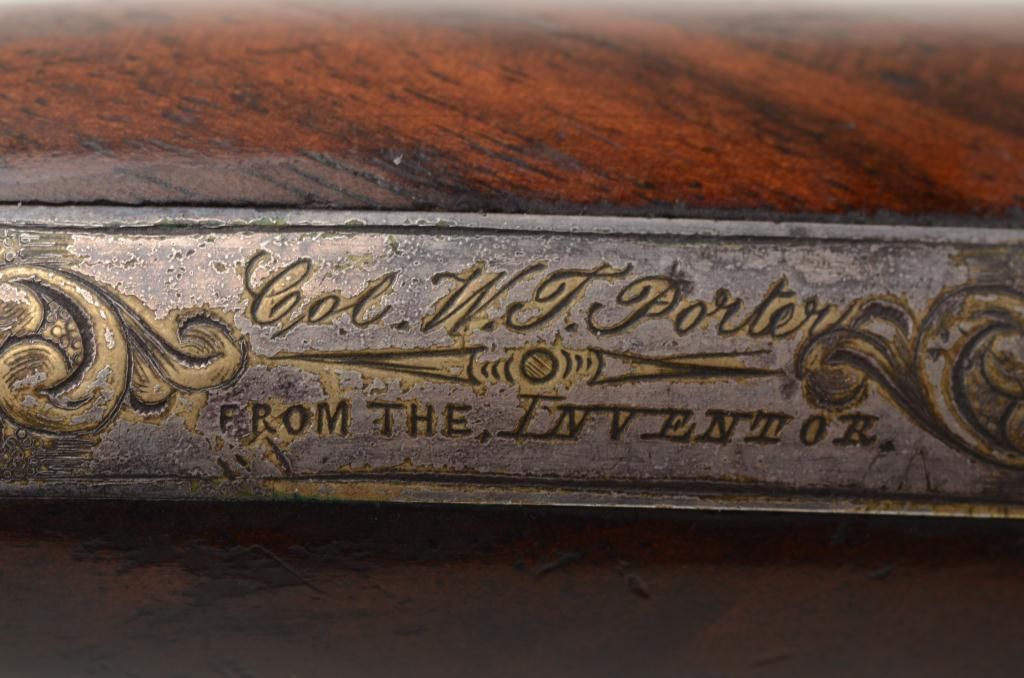 Col. W. T. Porter
FROM THE INVENTOR.